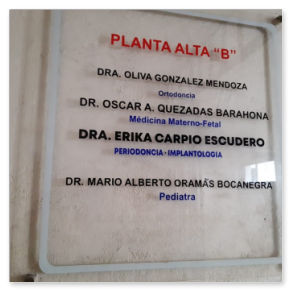 PLANTA ALTA "B"
DRA. OLIVA GONZALEZ MENDOZA
Ortodoncia
DR. OSCAR A. QUEZADAS BARAHONA
Médicina Materno-Fetal
DRA. ERIKA CARPIO ESCUDERO
PERIODONCIA - IMPLANTOLOGIA
DR. MARIO ALBERTO ORAMÁS BOCANEGRA
Pediatra